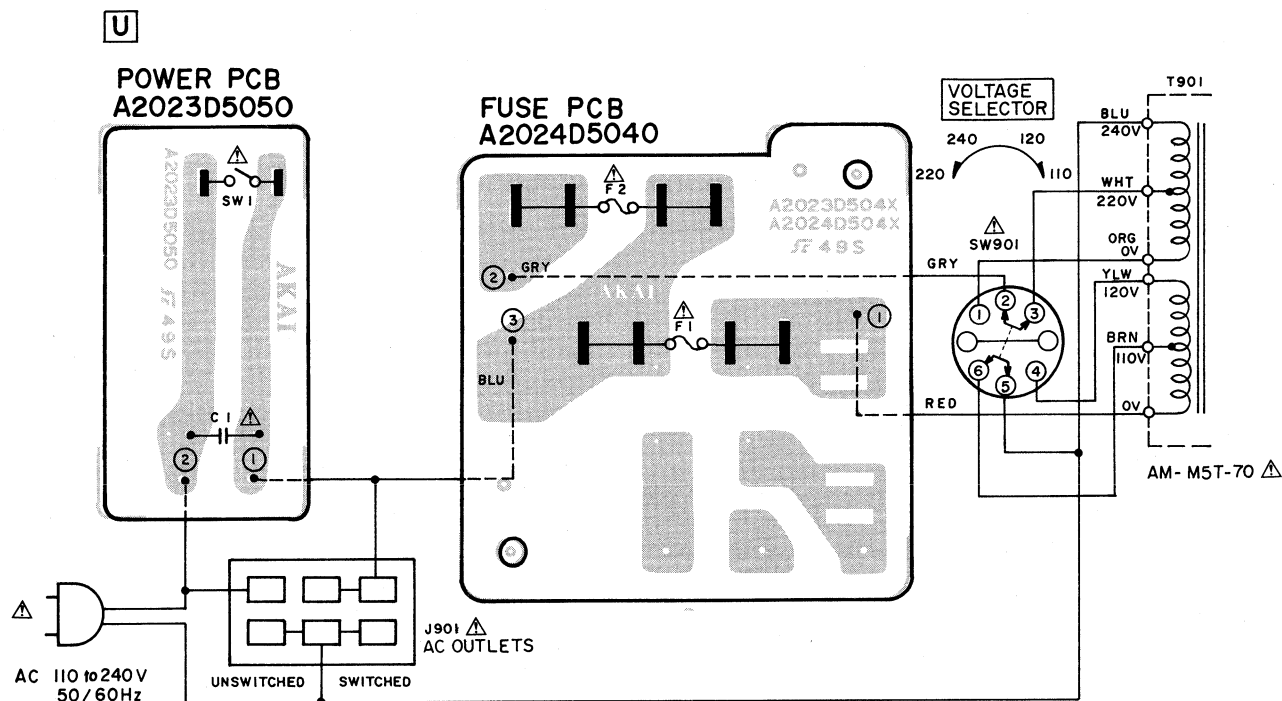 U
POWER PCB
A2023D5050
FUSE PCB
A2024D5040
VOLTAGE
SELECTOR
240 120
220 110
T901
BLU
240V
WHT
220V
ORG
0V
YLW
120V
BRN
110V
0V
SW1
A2023D5050 49S
AKAI
F2
A2023D504X
A2024D504X
49S
SW901
2
GRY
GRY
AKAI
3
F1
1
BLU
RED
1
2
3
6
5
4
C1
2
1
AM-M5T-70
J901
AC OUTLETS
UNSWITCHED SWITCHED
AC 110 to 240V
50/60Hz